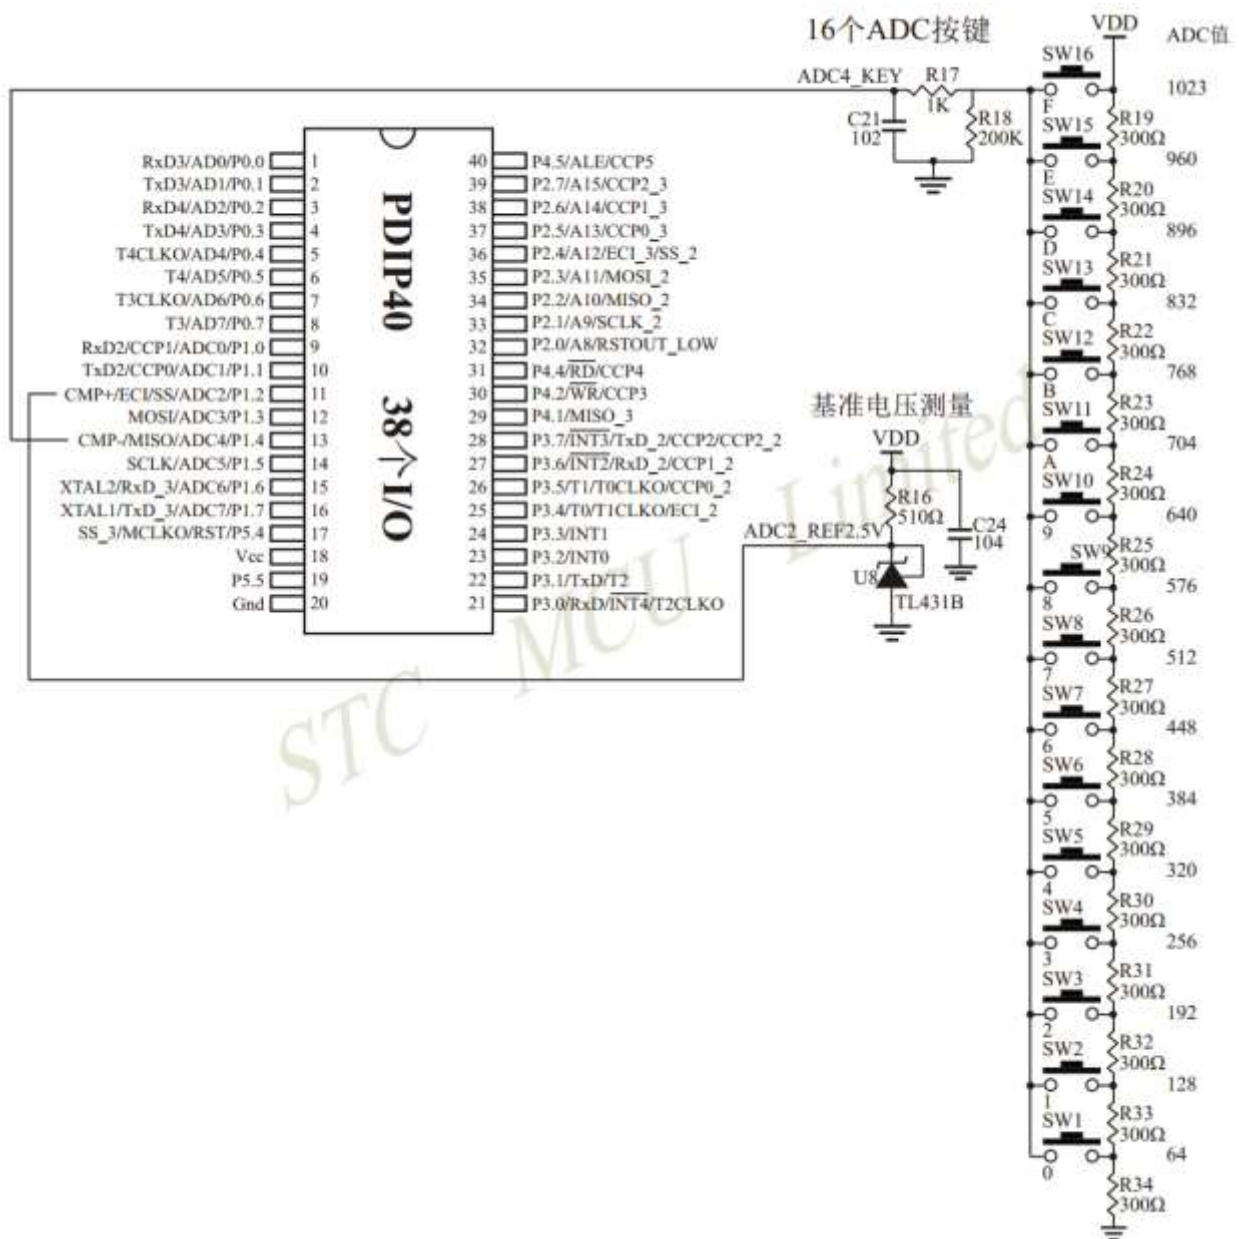 16个ADC按键
VDD
ADC值
SW16
ADC4_KEY
R17
1K
1023
F
C21
102
R18
200K
SW15
R19
300Ω
960
E
SW14
R20
300Ω
896
D
SW13
R21
300Ω
832
C
SW12
R22
300Ω
768
B
SW11
R23
300Ω
704
A
SW10
R24
300Ω
640
9
SW9
R25
300Ω
576
8
SW8
R26
300Ω
512
7
SW7
R27
300Ω
448
6
SW6
R28
300Ω
384
5
SW5
R29
300Ω
320
4
SW4
R30
300Ω
256
3
SW3
R31
300Ω
192
2
SW2
R32
300Ω
128
1
SW1
R33
300Ω
64
0
R34
300Ω
RxD3/AD0/P0.0 1
TxD3/AD1/P0.1 2
RxD4/AD2/P0.2 3
TxD4/AD3/P0.3 4
T4CLKO/AD4/P0.4 5
T4/AD5/P0.5 6
T3CLKO/AD6/P0.6 7
T3/AD7/P0.7 8
RxD2/CCP1/ADC0/P1.0 9
TxD2/CCP0/ADC1/P1.1 10
CMP+/ECI/SS/ADC2/P1.2 11
MOSI/ADC3/P1.3 12
CMP-/MISO/ADC4/P1.4 13
SCLK/ADC5/P1.5 14
XTAL2/RxD_3/ADC6/P1.6 15
XTAL1/TxD_3/ADC7/P1.7 16
SS_3/MCLKO/RST/P5.4 17
Vcc 18
P5.5 19
Gnd 20
PDIP40 38个I/O
40 P4.5/ALE/CCP5
39 P2.7/A15/CCP2_3
38 P2.6/A14/CCP1_3
37 P2.5/A13/CCP0_3
36 P2.4/A12/ECI_3/SS_2
35 P2.3/A11/MOSI_2
34 P2.2/A10/MISO_2
33 P2.1/A9/SCLK_2
32 P2.0/A8/RSTOUT_LOW
31 P4.4/RD/CCP4
30 P4.2/WR/CCP3
29 P4.1/MISO_3
28 P3.7/INT3/TxD_2/CCP2/CCP2_2
27 P3.6/INT2/RxD_2/CCP1_2
26 P3.5/T1/T0CLKO/CCP0_2
25 P3.4/T0/T1CLKO/ECI_2
24 P3.3/INT1
23 P3.2/INT0
22 P3.1/TxD/T2
21 P3.0/RxD/INT4/T2CLKO
基准电压测量
VDD
R16
510Ω
ADC2_REF2.5V
C24
104
U8
TL431B
STC MCU Limited